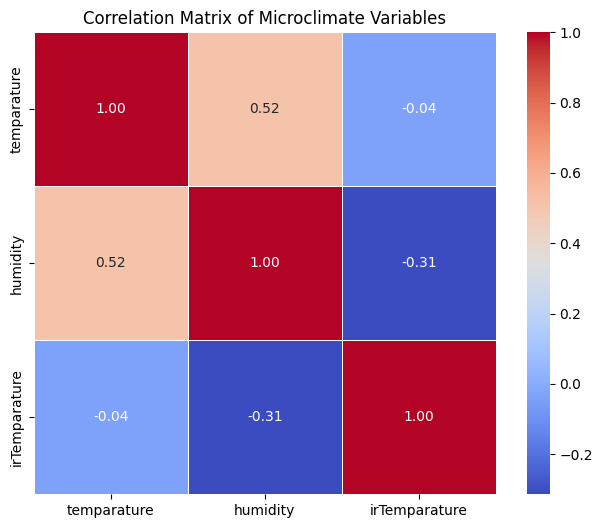 Correlation Matrix of Microclimate Variables
temparature
1.00
0.52
-0.04
humidity
0.52
1.00
-0.31
irTemparature
-0.04
-0.31
1.00
temparature
humidity
irTemparature
1.0
0.8
0.6
0.4
0.2
0.0
-0.2